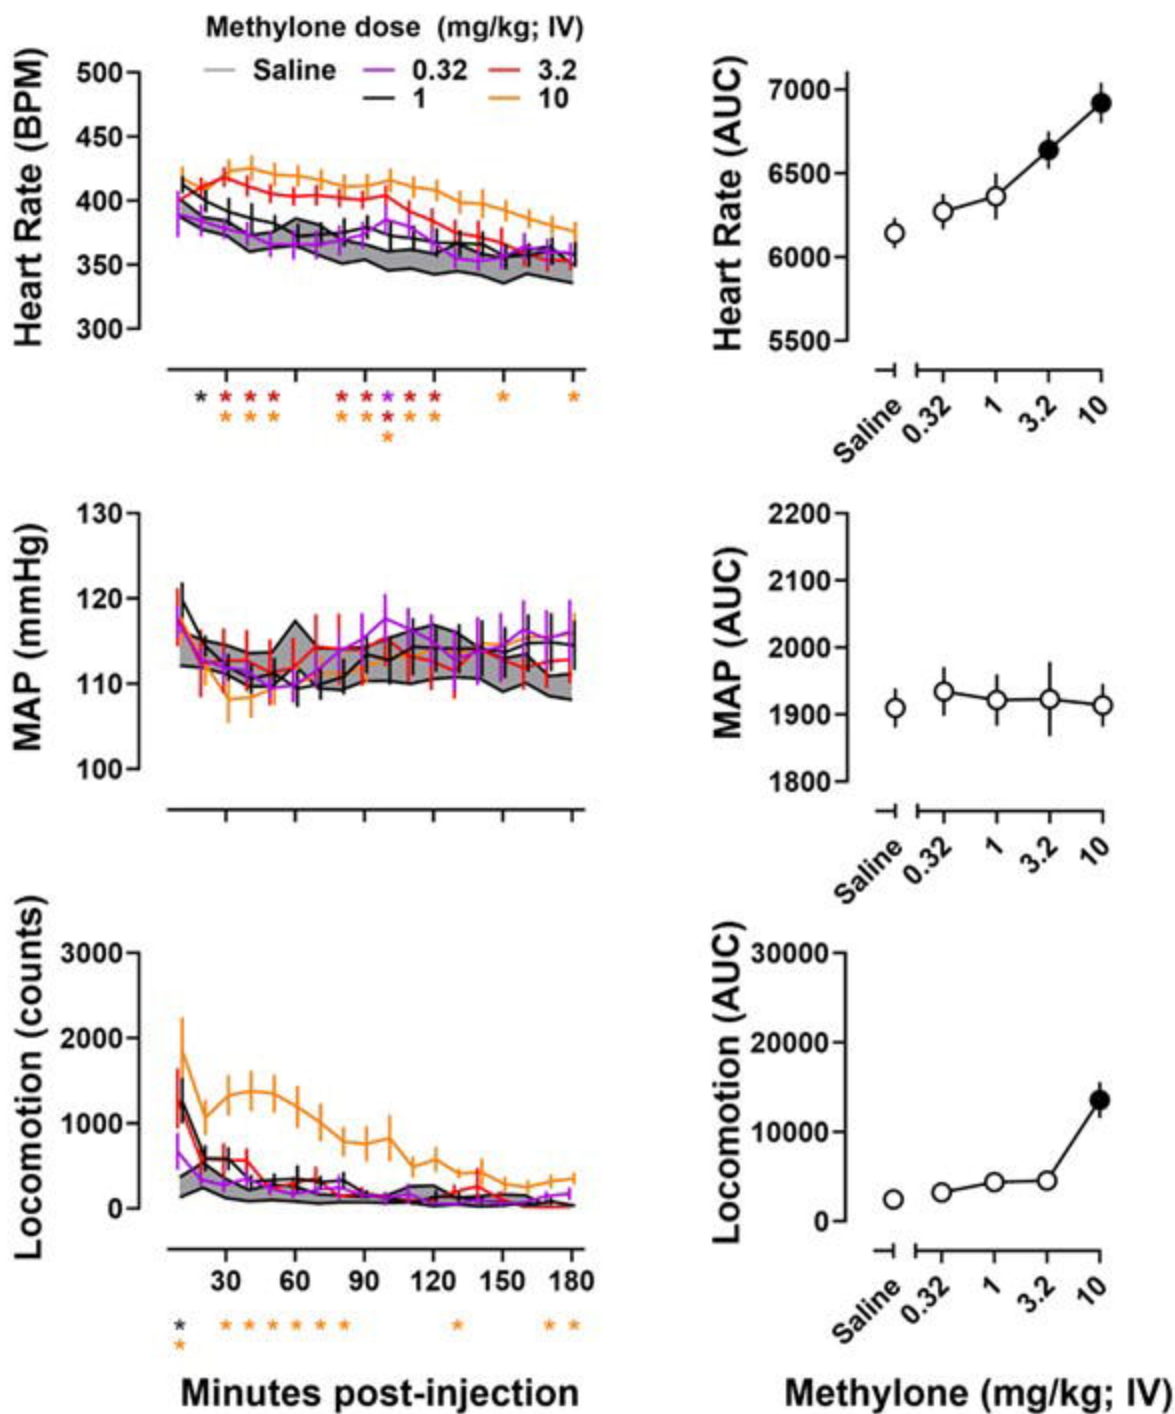 Methylone dose (mg/kg; IV)
Saline 0.32 3.2
1 10
Heart Rate (BPM)
500
450
400
350
300
* * * * * * * * * * *
* * * * * * * *
*
Heart Rate (AUC)
7000
6500
6000
5500
Saline 0.32 1 3.2 10
MAP (mmHg)
130
120
110
100
MAP (AUC)
2200
2100
2000
1900
1800
Saline 0.32 1 3.2 10
Locomotion (counts)
3000
2000
1000
0
30 60 90 120 150 180
* * * * * * * * * *
*
Minutes post-injection
Locomotion (AUC)
30000
20000
10000
0
Saline 0.32 1 3.2 10
Methylone (mg/kg; IV)